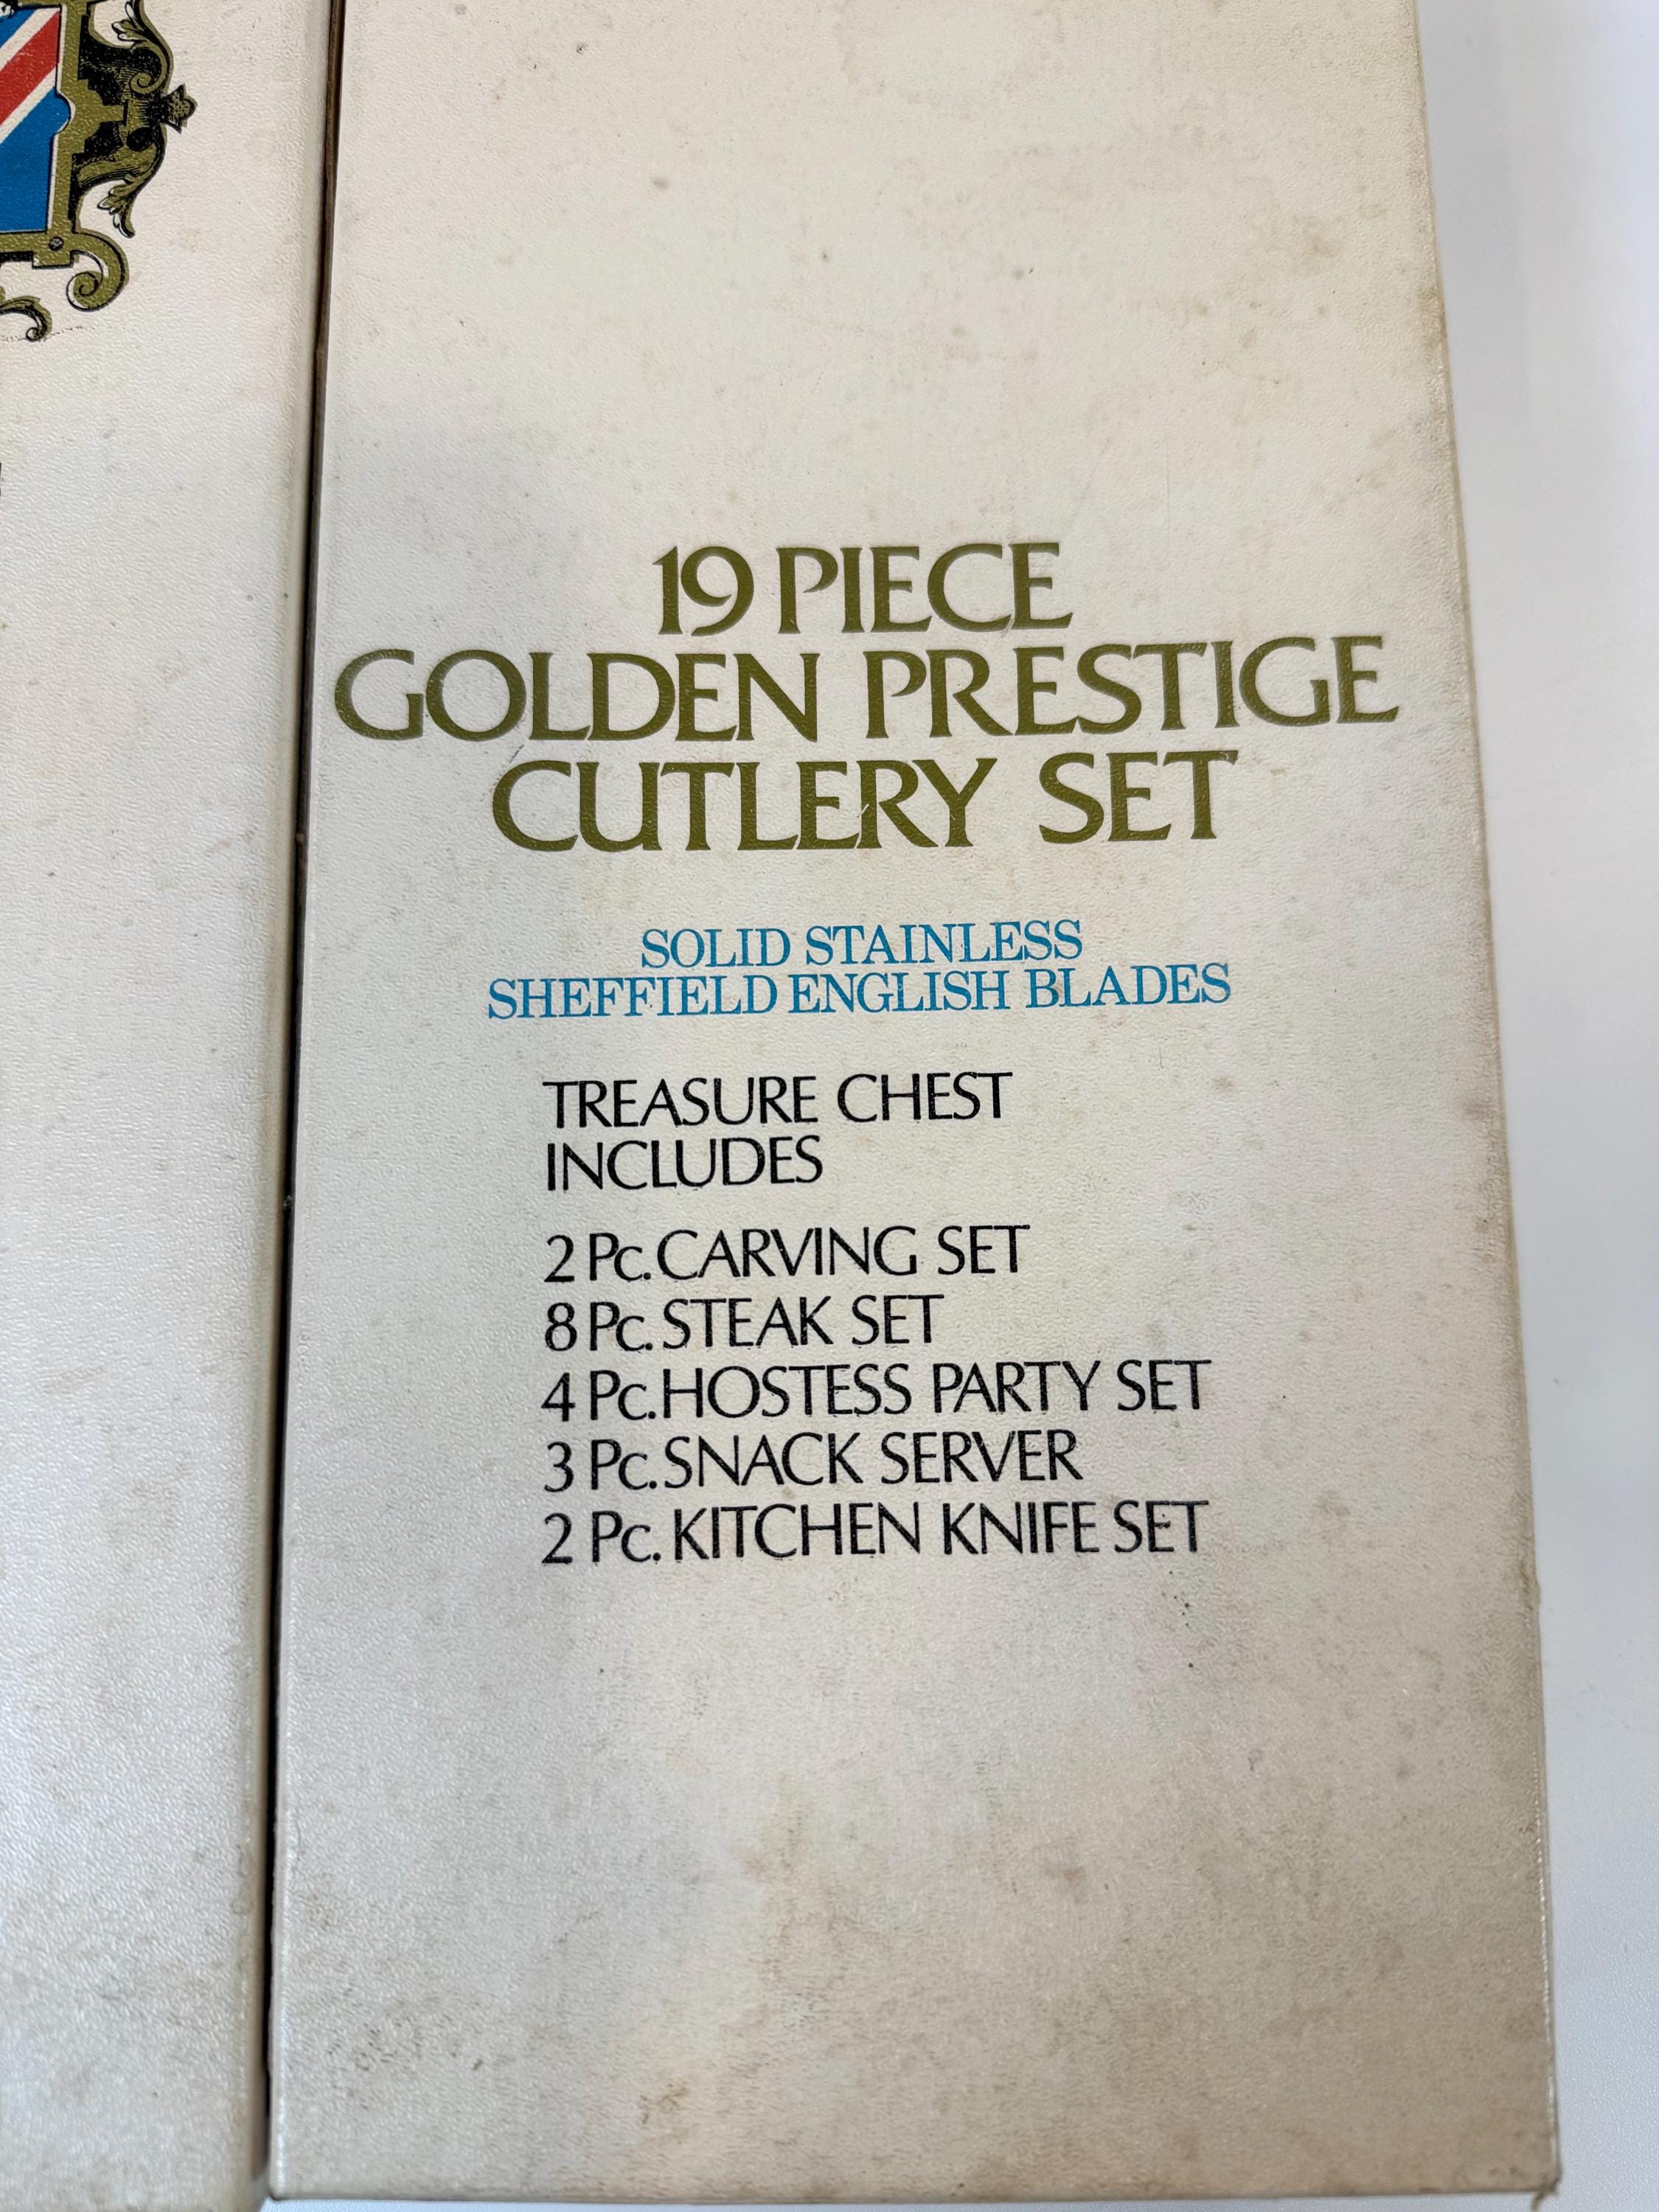 19 PIECE
GOLDEN PRESTIGE
CUTLERY SET
SOLID STAINLESS
SHEFFIELD ENGLISH BLADES
TREASURE CHEST
INCLUDES
2 Pc. CARVING SET
8 Pc. STEAK SET
4 Pc. HOSTESS PARTY SET
3 Pc. SNACK SERVER
2 Pc. KITCHEN KNIFE SET